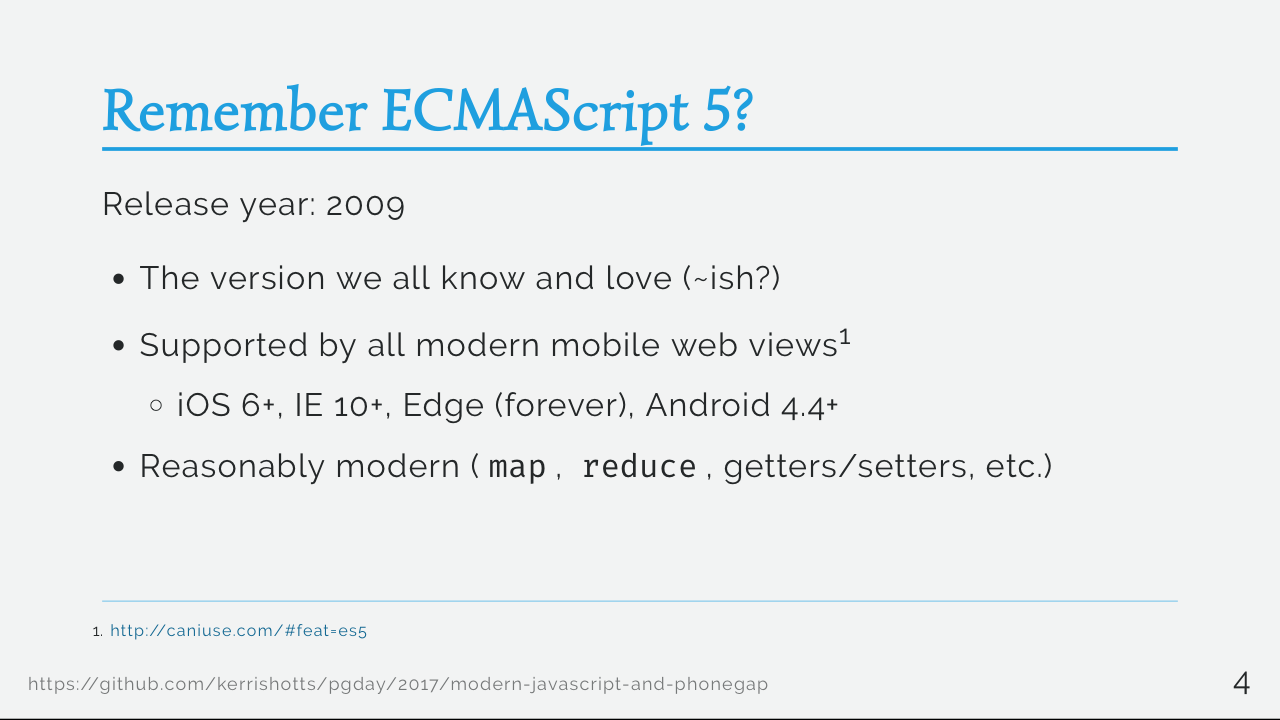 Remember ECMAScript 5?
Release year: 2009
• The version we all know and love (~ish?)
• Supported by all modern mobile web views¹
○ iOS 6+, IE 10+, Edge (forever), Android 4.4+
• Reasonably modern ( map , reduce , getters/setters, etc.)
1. http://caniuse.com/#feat=es5
https://github.com/kerrishotts/pgday/2017/modern-javascript-and-phonegap
4